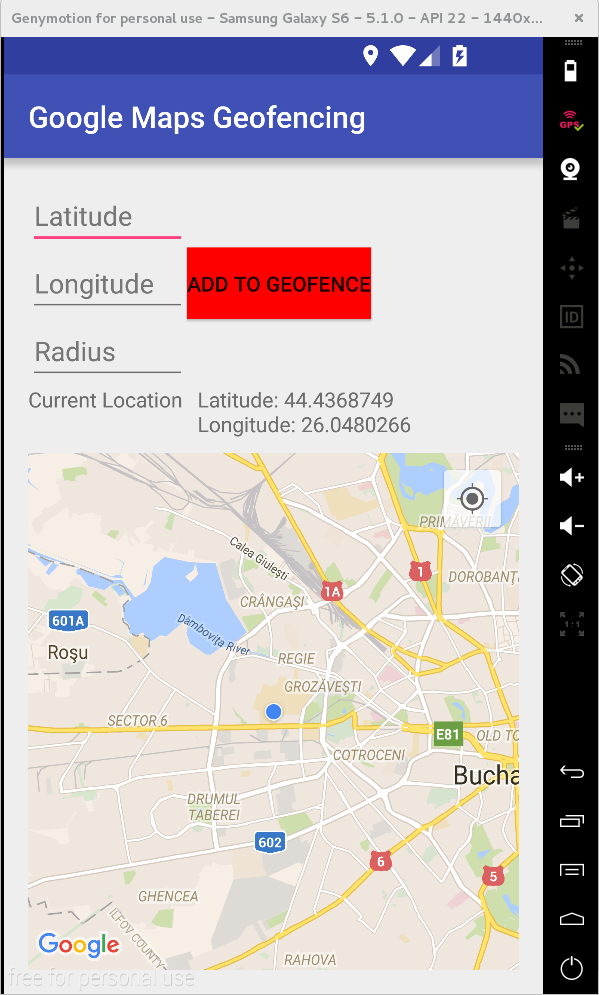 Genymotion for personal use - Samsung Galaxy S6 - 5.1.0 - API 22 - 1440x...
GPS
Google Maps Geofencing
Latitude
Longitude
ADD TO GEOFENCE
ID
Radius
Current Location
Latitude: 44.4368749
Longitude: 26.0480266
PRIMĂVERII
Calea Giulești
1
DOROBANȚI
1A
CRÂNGAȘI
601A
Dâmbovița River
1:1
Roșu
REGIE
GROZĂVEȘTI
SECTOR 6
E81
OLD TO
COTROCENI
Bucha
DRUMUL
TABEREI
602
6
5
GHENCEA
ILFOV COUNTY
Google
RAHOVA
free for personal use